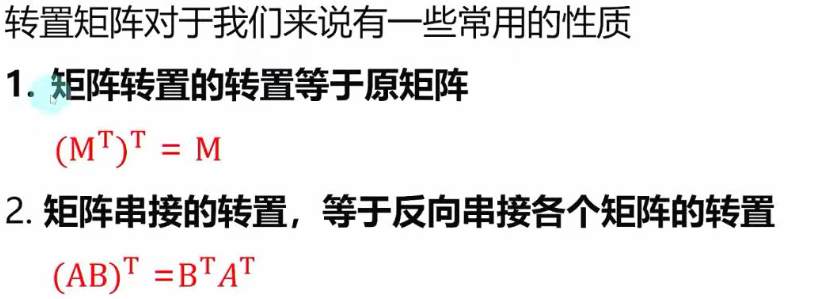 转置矩阵对于我们来说有一些常用的性质
1. 矩阵转置的转置等于原矩阵
(Mᵀ)ᵀ = M
2. 矩阵串接的转置，等于反向串接各个矩阵的转置
(AB)ᵀ =BᵀAᵀ